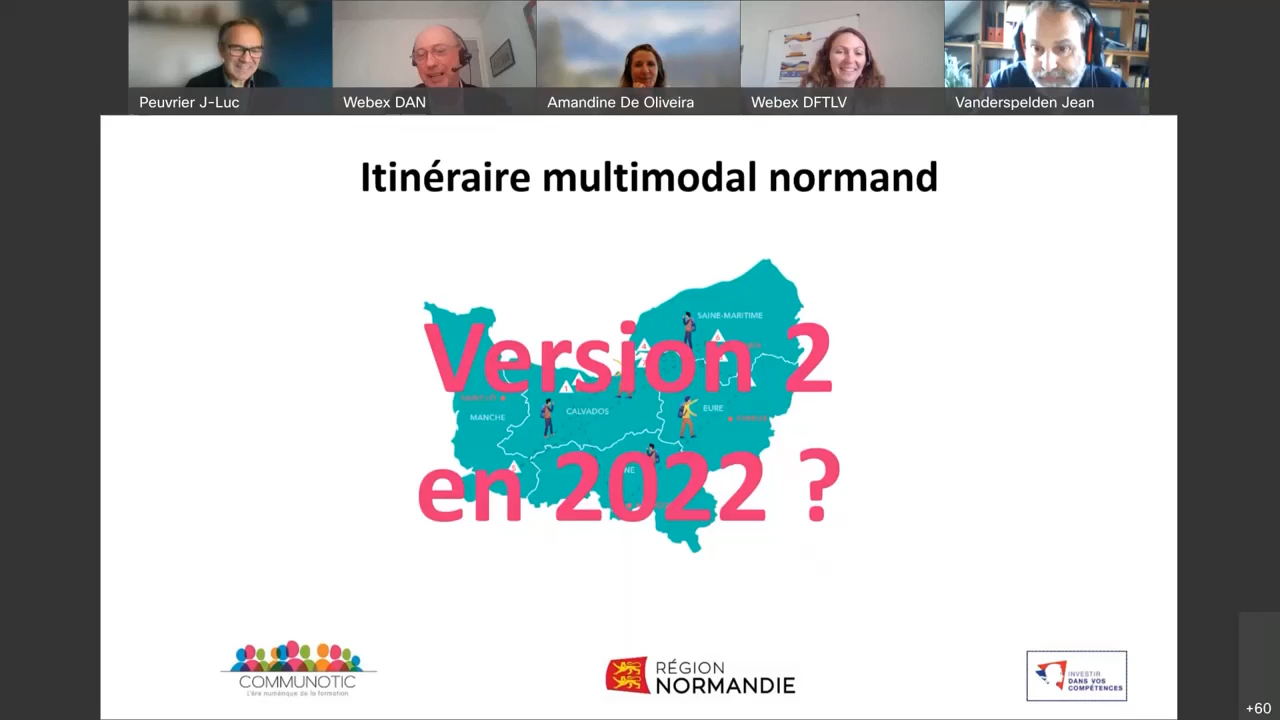 Peuvrier J-Luc
Webex DAN
Amandine De Oliveira
Webex DFTLV
Vanderspelden Jean
Itinéraire multimodal normand
SAINE-MARITIME
Version 2
MANCHE
CALVADOS
EURE
en 2022 ?
NE
COMMUNOTIC
L'ère numérique de la formation
RÉGION
NORMANDIE
INVESTIR
DANS VOS
COMPÉTENCES
+60